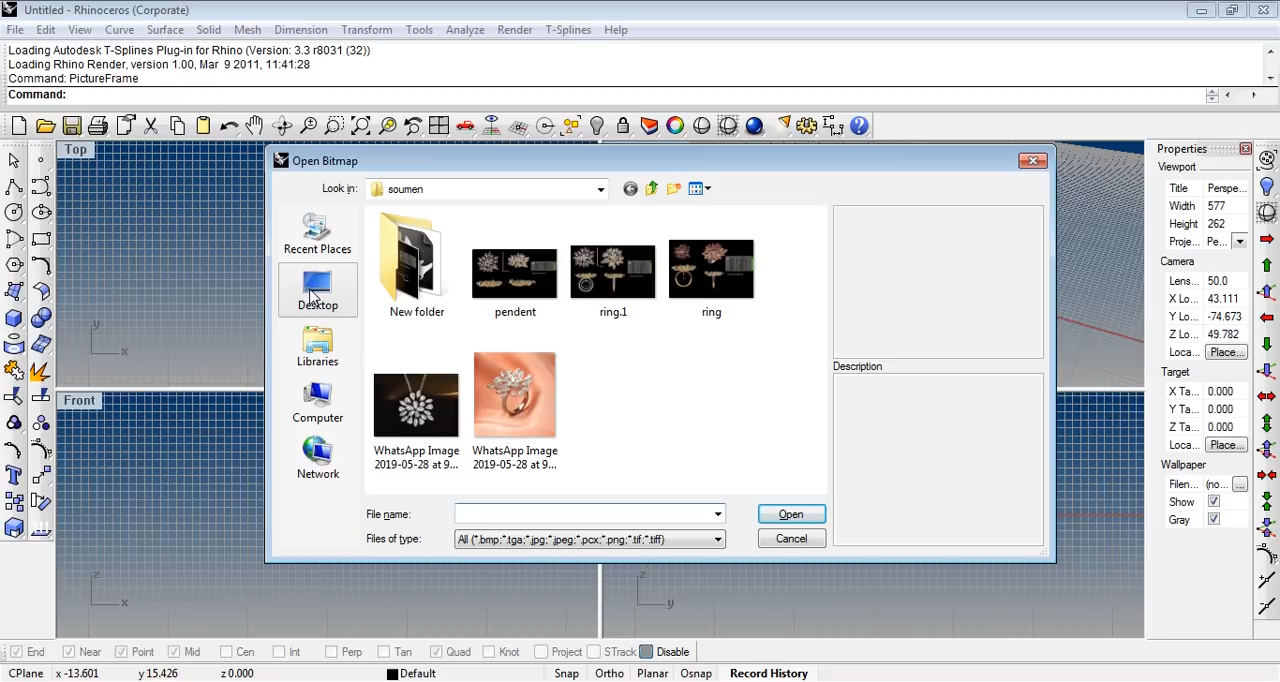 Untitled - Rhinoceros (Corporate)
File Edit View Curve Surface Solid Mesh Dimension Transform Tools Analyze Render T-Splines Help
Loading Autodesk T-Splines Plug-in for Rhino (Version: 3.3 r8031 (32))
Loading Rhino Render, version 1.00, Mar 9 2011, 11:41:28
Command: PictureFrame
Command:
Top
Open Bitmap
Look in: soumen
Recent Places
Desktop
Libraries
Computer
Network
New folder
pendent
ring.1
ring
WhatsApp Image
2019-05-28 at 9...
WhatsApp Image
2019-05-28 at 9...
Description
File name:
Open
Files of type: All (*.bmp;*.tga;*.jpg;*.jpeg;*.pcx;*.png;*.tif;*.tiff)
Cancel
Properties
Viewport
Title Perspe...
Width 577
Height 262
Proje... Pe...
Camera
Lens... 50.0
X Lo... 43.111
Y Lo... -74.673
Z Lo... 49.782
Loca... Place...
Target
X Ta... 0.000
Y Ta... 0.000
Z Ta... 0.000
Loca... Place...
Wallpaper
Filen... (no... ...
Show
Gray
y
x
Front
z
x
z
y
End Near Point Mid Cen Int Perp Tan Quad Knot Project STrack Disable
CPlane x -13.601 y 15.426 z 0.000 Default Snap Ortho Planar Osnap Record History